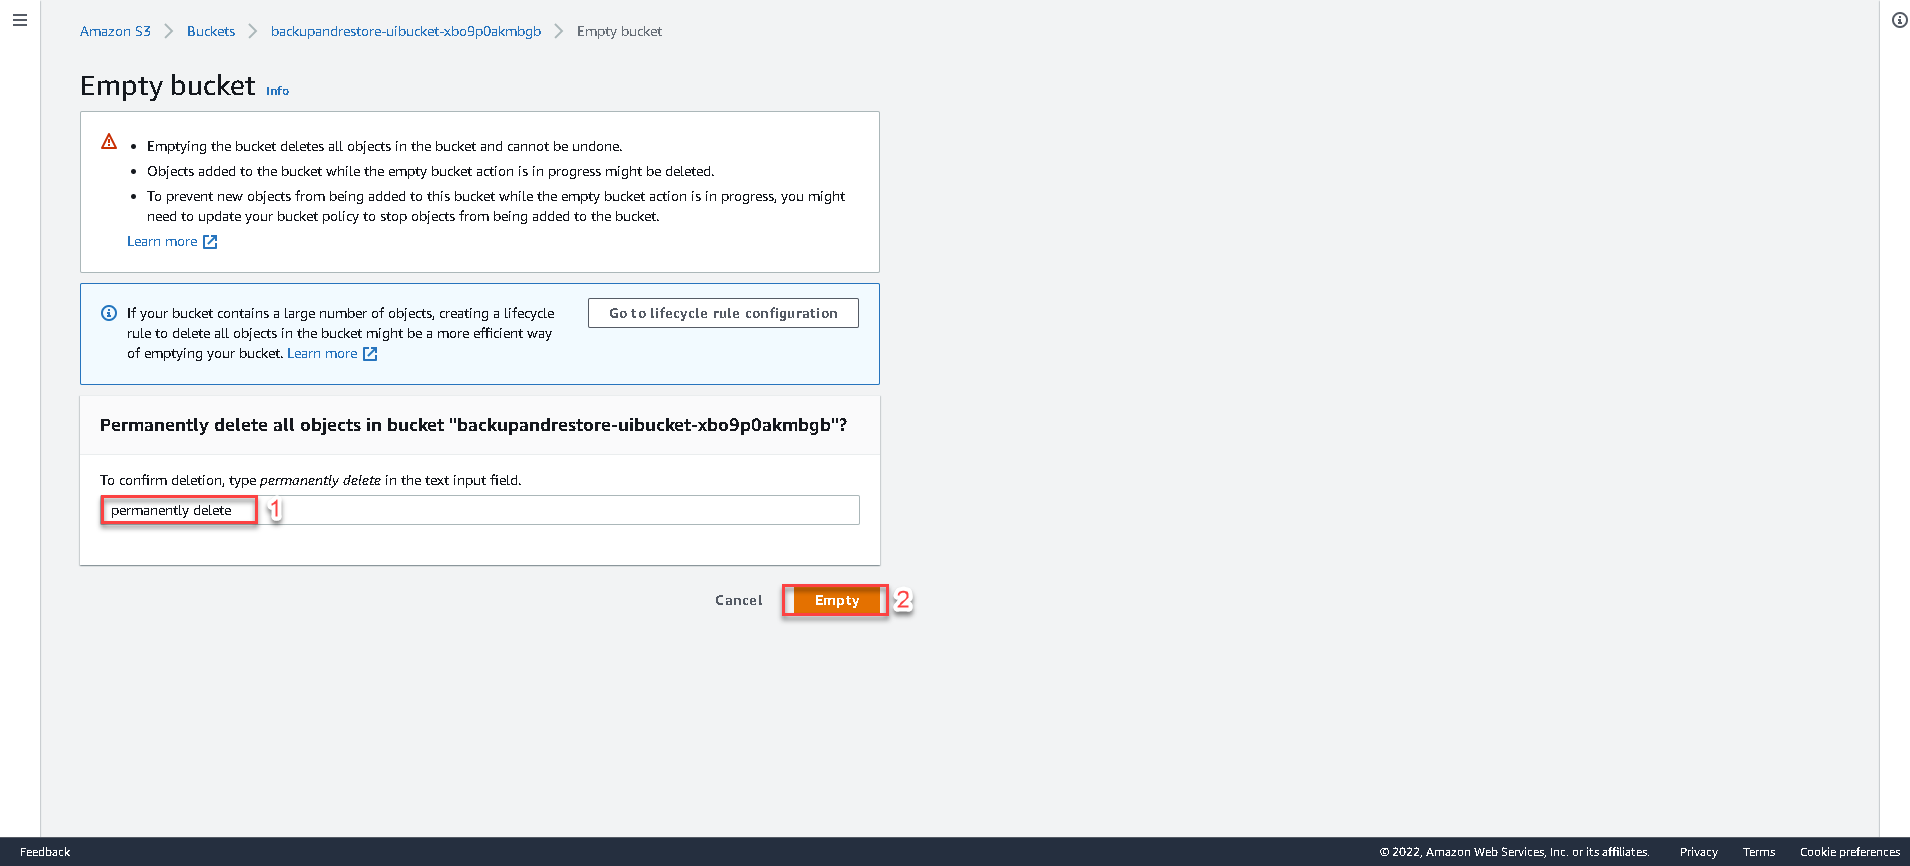 Amazon S3 Buckets backupandrestore-uibucket-xbo9p0akmbgb Empty bucket
Empty bucket Info
Emptying the bucket deletes all objects in the bucket and cannot be undone.
Objects added to the bucket while the empty bucket action is in progress might be deleted.
To prevent new objects from being added to this bucket while the empty bucket action is in progress, you might
need to update your bucket policy to stop objects from being added to the bucket.
Learn more
If your bucket contains a large number of objects, creating a lifecycle
rule to delete all objects in the bucket might be a more efficient way
of emptying your bucket. Learn more
Go to lifecycle rule configuration
Permanently delete all objects in bucket "backupandrestore-uibucket-xbo9p0akmbgb"?
To confirm deletion, type permanently delete in the text input field.
permanently delete 1
Cancel Empty 2
Feedback © 2022, Amazon Web Services, Inc. or its affiliates. Privacy Terms Cookie preferences